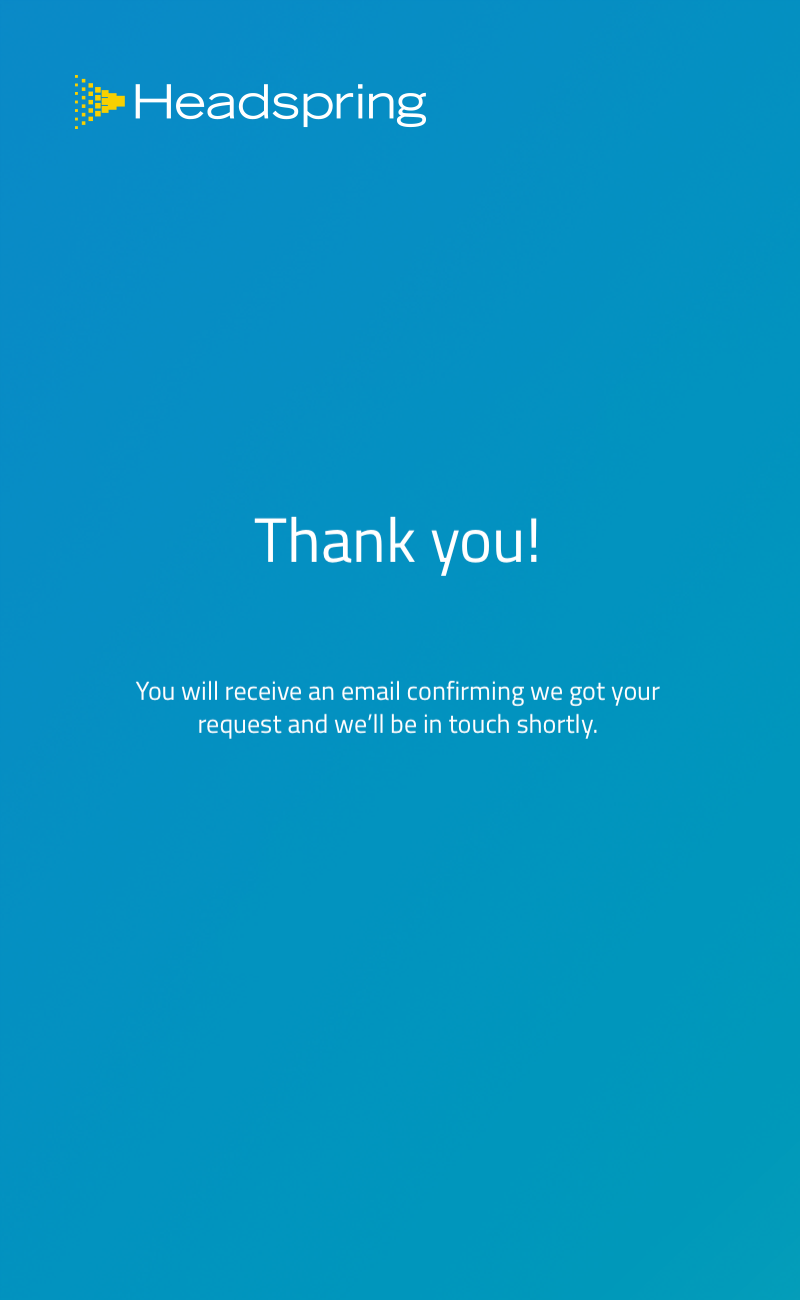 Headspring
Thank you!
You will receive an email confirming we got your
request and we’ll be in touch shortly.